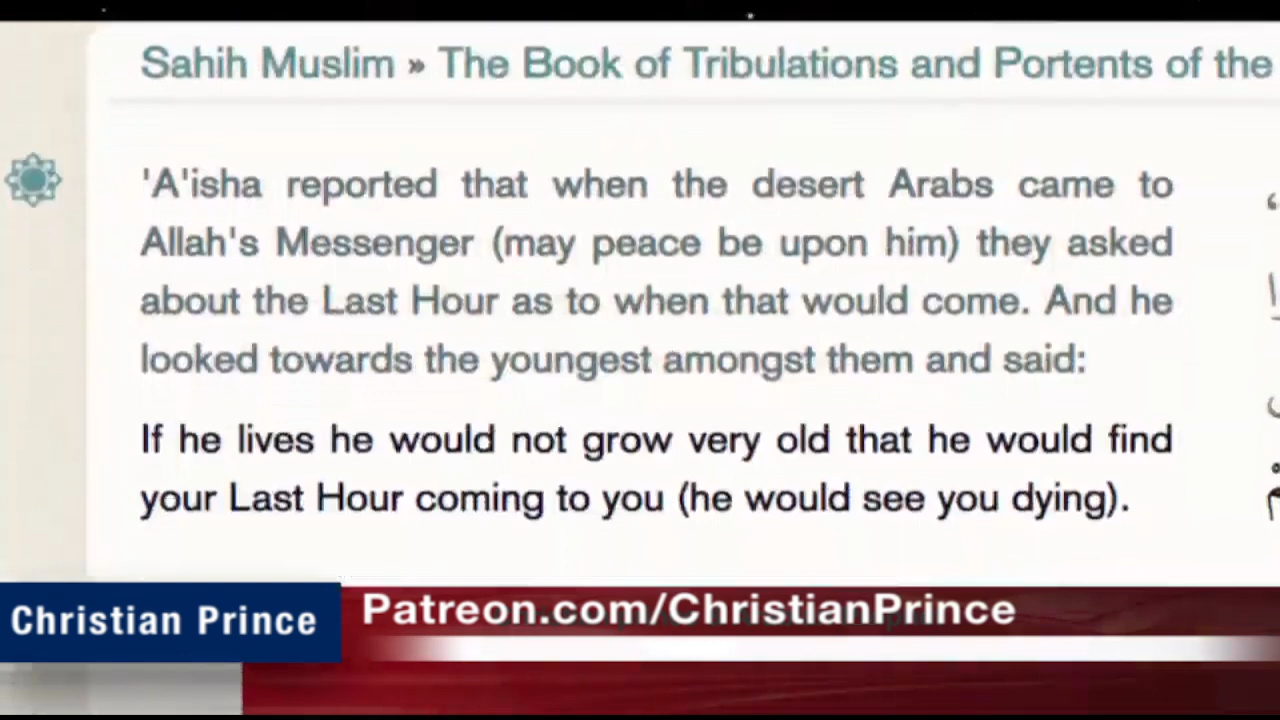 Sahih Muslim » The Book of Tribulations and Portents of the
'A'isha reported that when the desert Arabs came to
Allah's Messenger (may peace be upon him) they asked
about the Last Hour as to when that would come. And he
looked towards the youngest amongst them and said:
If he lives he would not grow very old that he would find
your Last Hour coming to you (he would see you dying).
Christian Prince
Patreon.com/ChristianPrince